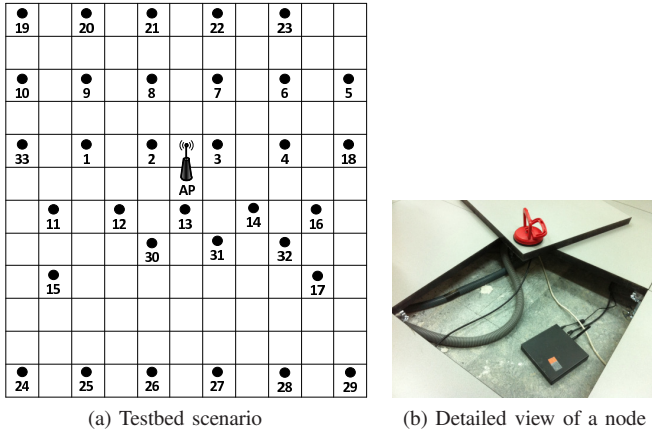 19 20 21 22 23
10 9 8 7 6 5
33 1 2 3 4 18
AP
11 12 13 14 16
30 31 32
15 17
24 25 26 27 28 29
(a) Testbed scenario
(b) Detailed view of a node